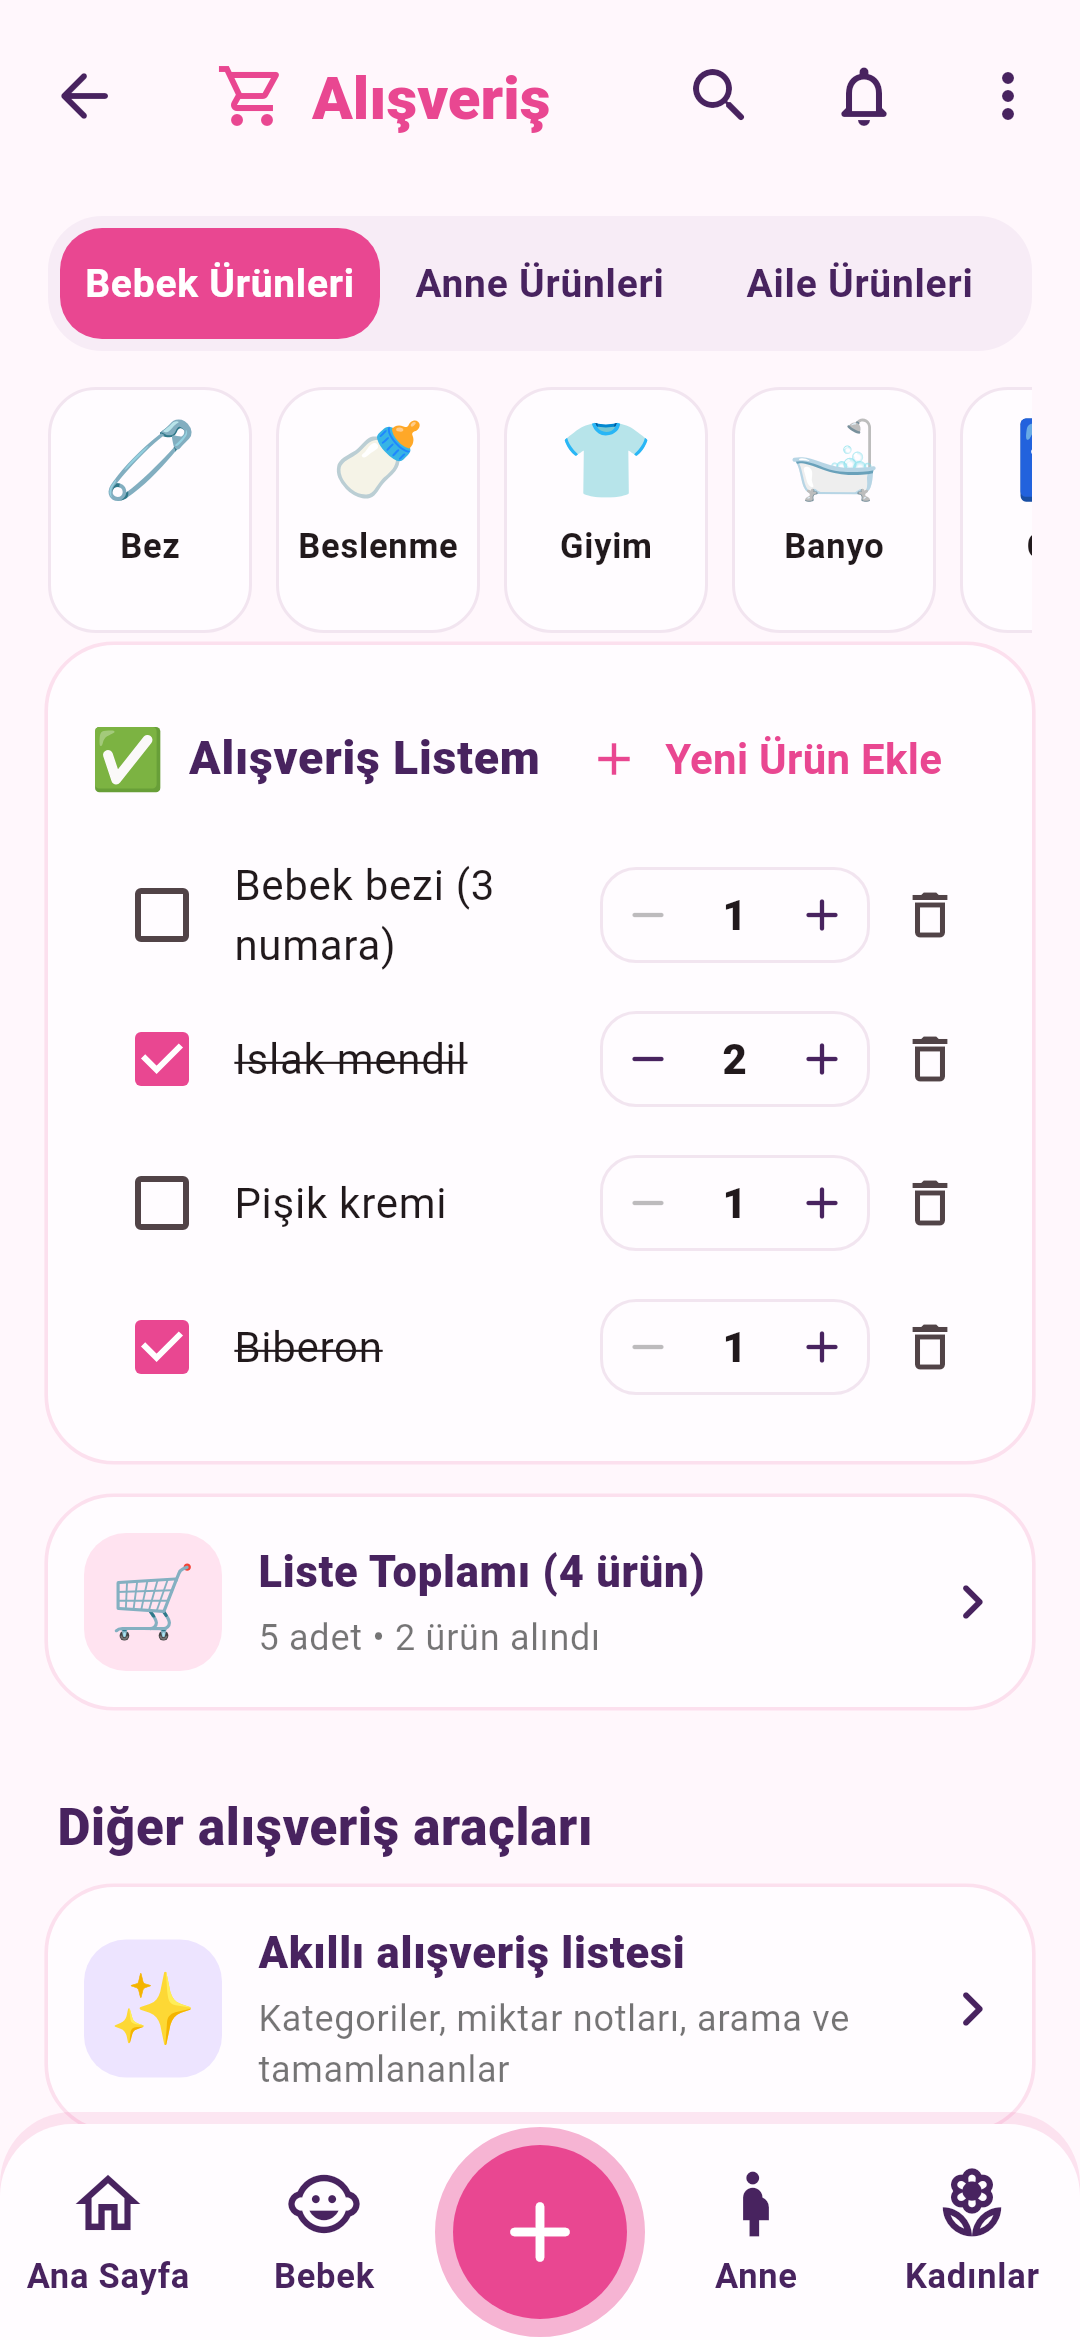 Alışveriş
Bebek Ürünleri Anne Ürünleri Aile Ürünleri
Bez Beslenme Giyim Banyo
Alışveriş Listem + Yeni Ürün Ekle
Bebek bezi (3
numara) 1
Islak mendil 2
Pişik kremi 1
Biberon 1
Liste Toplamı (4 ürün)
5 adet • 2 ürün alındı
Diğer alışveriş araçları
Akıllı alışveriş listesi
Kategoriler, miktar notları, arama ve
tamamlananlar
Ana Sayfa Bebek Anne Kadınlar